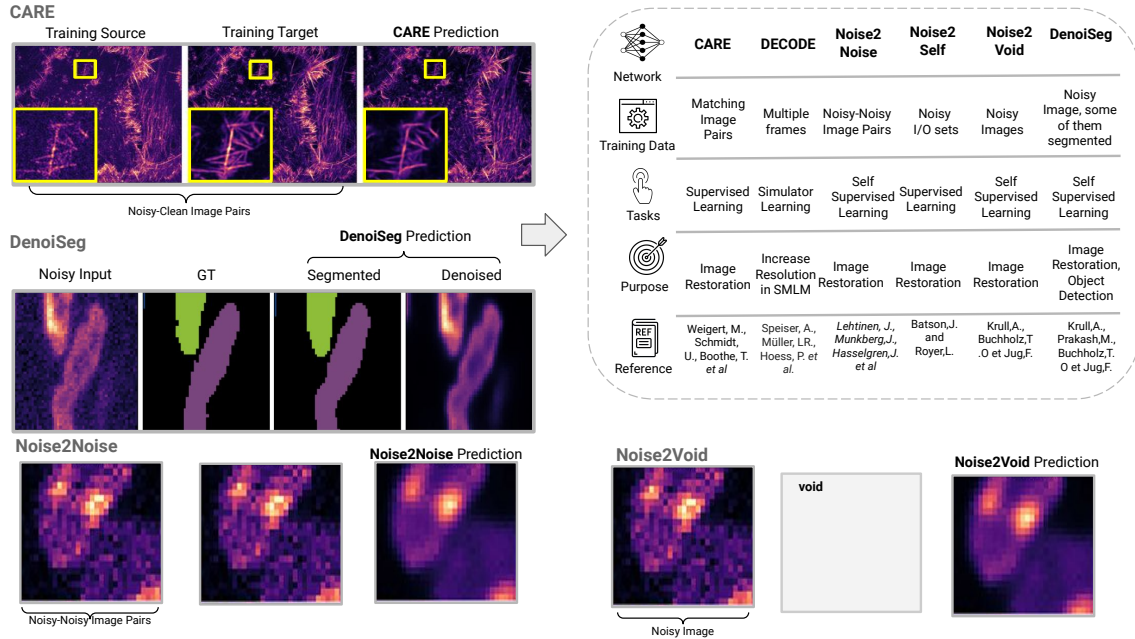 CARE
Training Source
Training Target
CARE Prediction
Noisy-Clean Image Pairs
DenoiSeg
DenoiSeg Prediction
Noisy Input
GT
Segmented
Denoised
Noise2Noise
Noise2Noise Prediction
Noisy-Noisy Image Pairs
Network
CARE
DECODE
Noise2
Noise
Noise2
Self
Noise2
Void
DenoiSeg
Training Data
Matching
Image
Pairs
Multiple
frames
Noisy-Noisy
Image Pairs
Noisy
I/O sets
Noisy
Images
Noisy
Image, some
of them
segmented
Tasks
Supervised
Learning
Simulator
Learning
Self
Supervised
Learning
Supervised
Learning
Self
Supervised
Learning
Self
Supervised
Learning
Purpose
Image
Restoration
Increase
Resolution
in SMLM
Image
Restoration
Image
Restoration
Image
Restoration
Image
Restoration,
Object
Detection
REF
Reference
Weigert, M.,
Schmidt,
U., Boothe, T.
et al
Speiser, A.,
Müller, LR.,
Hoess, P. et
al.
Lehtinen, J.,
Munkberg,J.,
Hasselgren,J.
et al
Batson,J.
and
Royer,L.
Krull,A.,
Buchholz,T
.O et Jug,F.
Krull,A.,
Prakash,M.,
Buchholz,T.
O et Jug,F.
Noise2Void
void
Noise2Void Prediction
Noisy Image